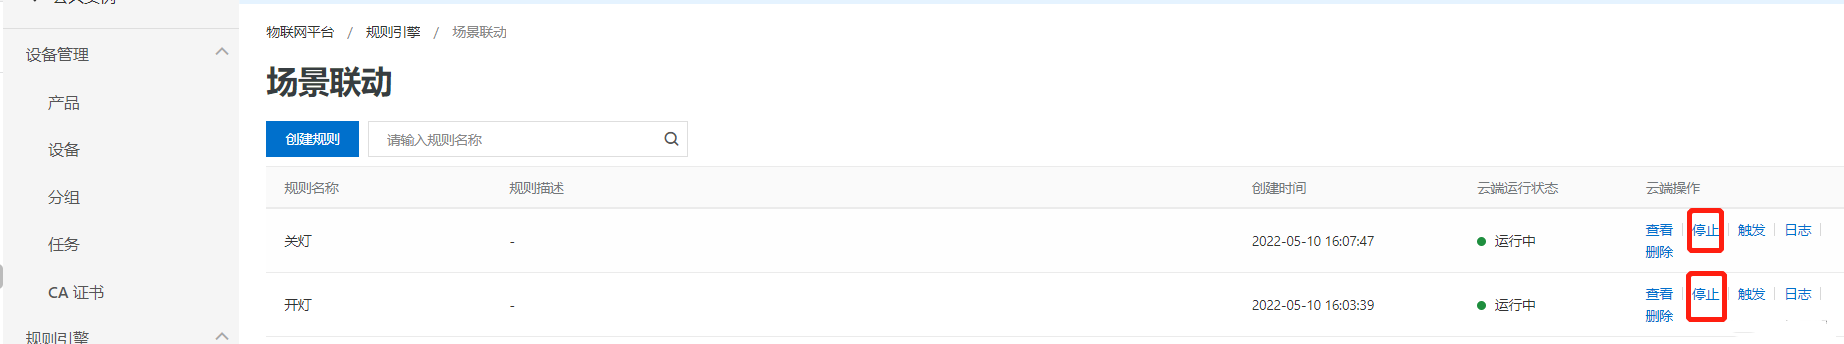 设备管理
产品
设备
分组
任务
CA 证书
规则引擎
物联网平台 / 规则引擎 / 场景联动
场景联动
创建规则 请输入规则名称
规则名称 规则描述 创建时间 云端运行状态 云端操作
关灯 - 2022-05-10 16:07:47 运行中 查看 停止 触发 日志
删除
开灯 - 2022-05-10 16:03:39 运行中 查看 停止 触发 日志
删除